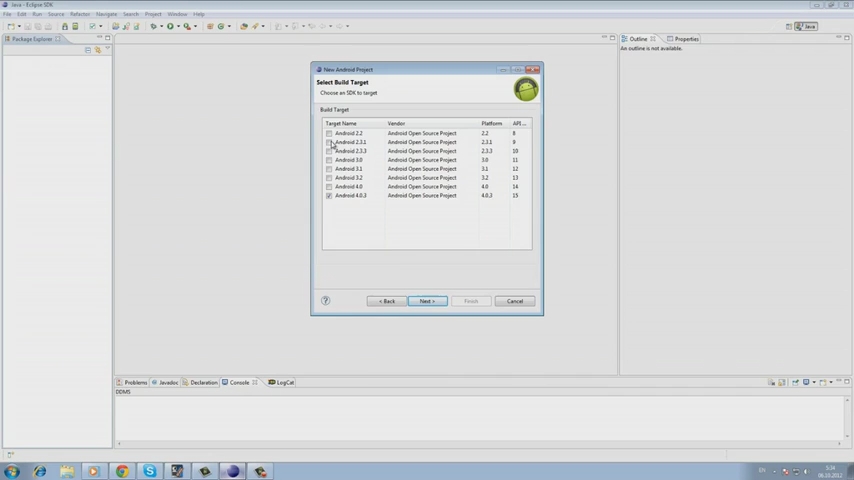 Java - Eclipse SDK
File Edit Run Source Refactor Navigate Search Project Window Help
Java
Package Explorer
Outline Properties
An outline is not available.
New Android Project
Select Build Target
Choose an SDK to target
Build Target
Target Name Vendor Platform API ...
Android 2.2 Android Open Source Project 2.2 8
Android 2.3.1 Android Open Source Project 2.3.1 9
Android 2.3.3 Android Open Source Project 2.3.3 10
Android 3.0 Android Open Source Project 3.0 11
Android 3.1 Android Open Source Project 3.1 12
Android 3.2 Android Open Source Project 3.2 13
Android 4.0 Android Open Source Project 4.0 14
Android 4.0.3 Android Open Source Project 4.0.3 15
?
< Back Next > Finish Cancel
Problems Javadoc Declaration Console LogCat
DDMS
EN
5:34
08.10.2012